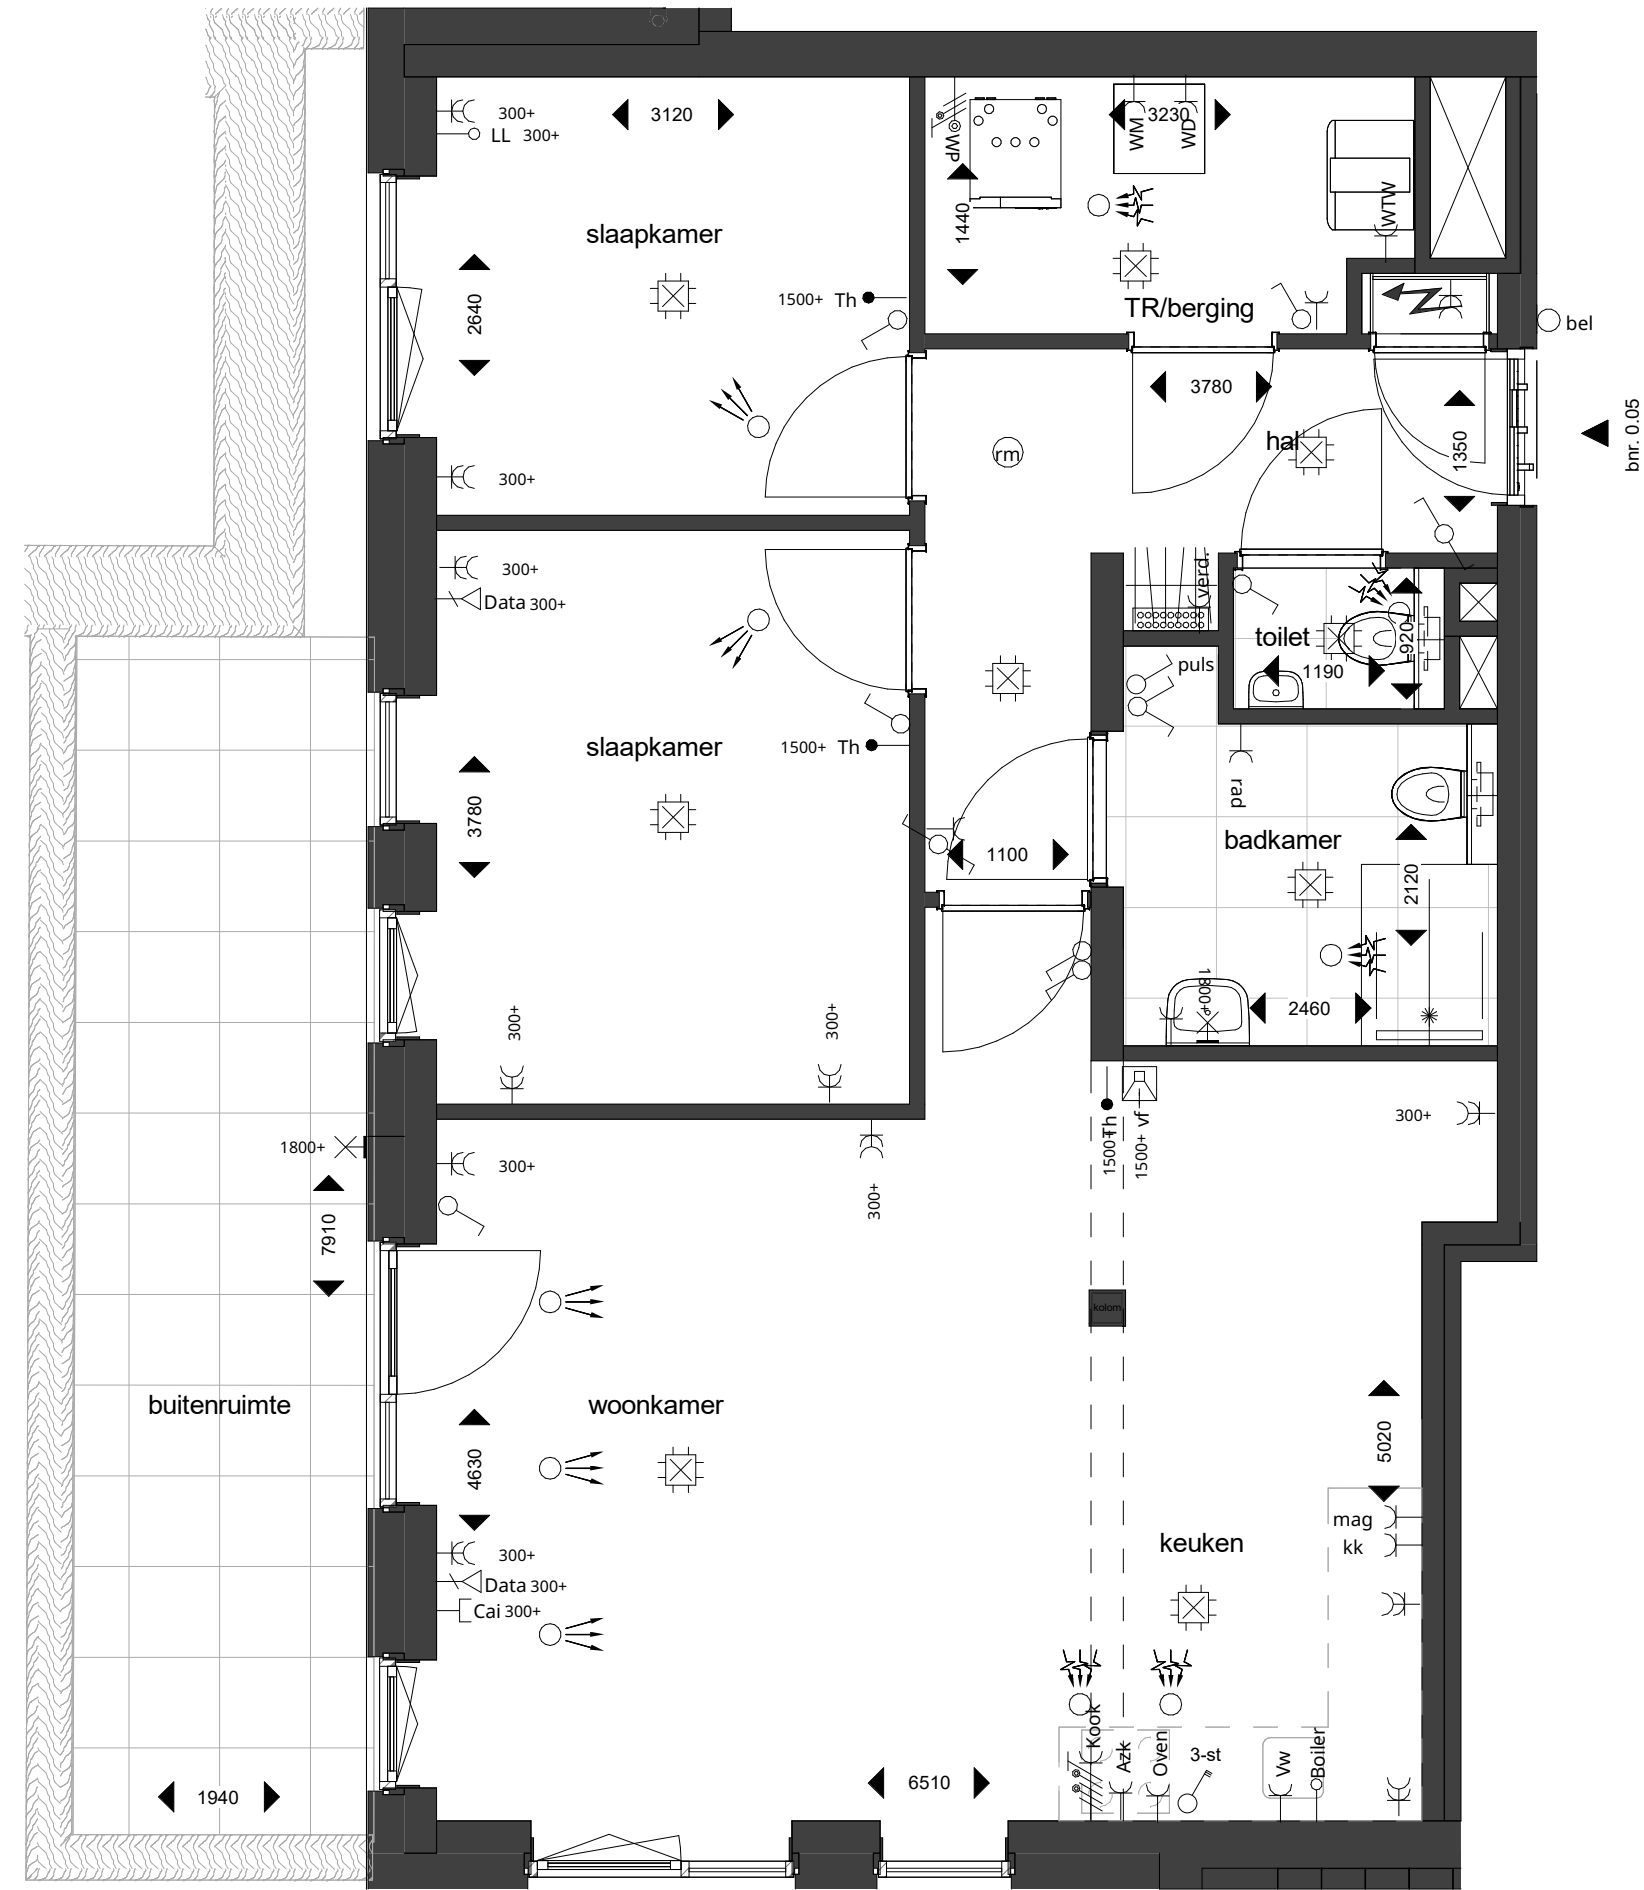 300+
LL 300+
3120
3230
WM
WD
WP
1440
WTW
slaapkamer
2640
1500+ Th
TR/berging
bel
3780
hal
1350
bnr. 0.05
rm
300+
300+
Data 300+
verd.
toilet
920
1190
puls
slaapkamer
1500+ Th
3780
rad
badkamer
1100
2120
300+
300+
1800+
2460
1800+
300+
300+
1500+ Th
1500+ vf
300+
7910
kolom
buitenruimte
woonkamer
4630
5020
mag
kk
keuken
300+
Data 300+
Cai 300+
Kook
Azk
Oven
3-st
Vw
Boiler
1940
6510